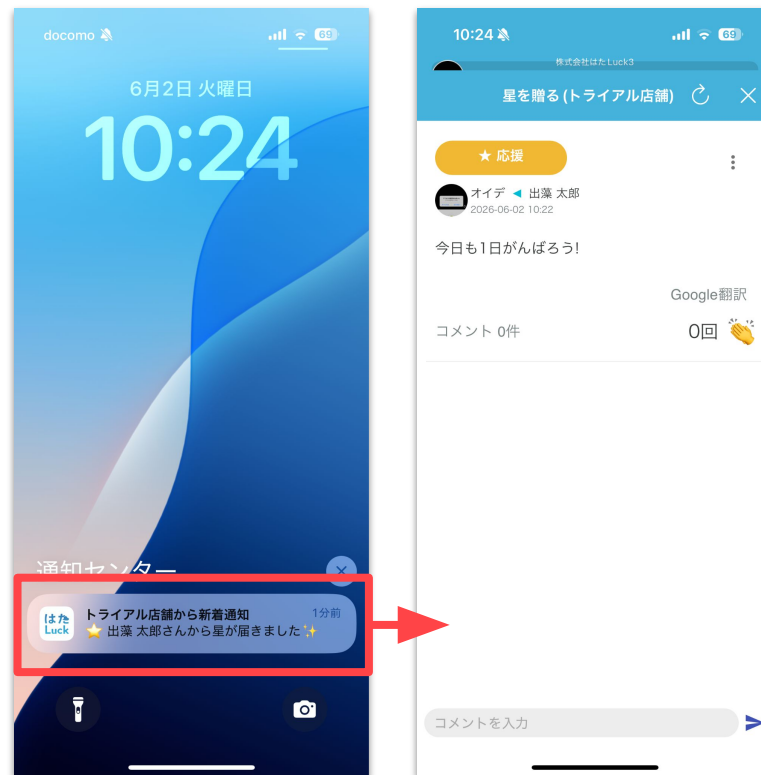 docomo
69
6月2日 火曜日
10:24
通知センター
はた
Luck
トライアル店舗から新着通知
1分前
⭐ 出藻 太郎さんから星が届きました✨
10:24
69
株式会社はたLuck3
星を贈る (トライアル店舗)
★ 応援
オイデ ◀ 出藻 太郎
2026-06-02 10:22
今日も1日がんばろう!
Google翻訳
コメント 0件
0回 👏
コメントを入力